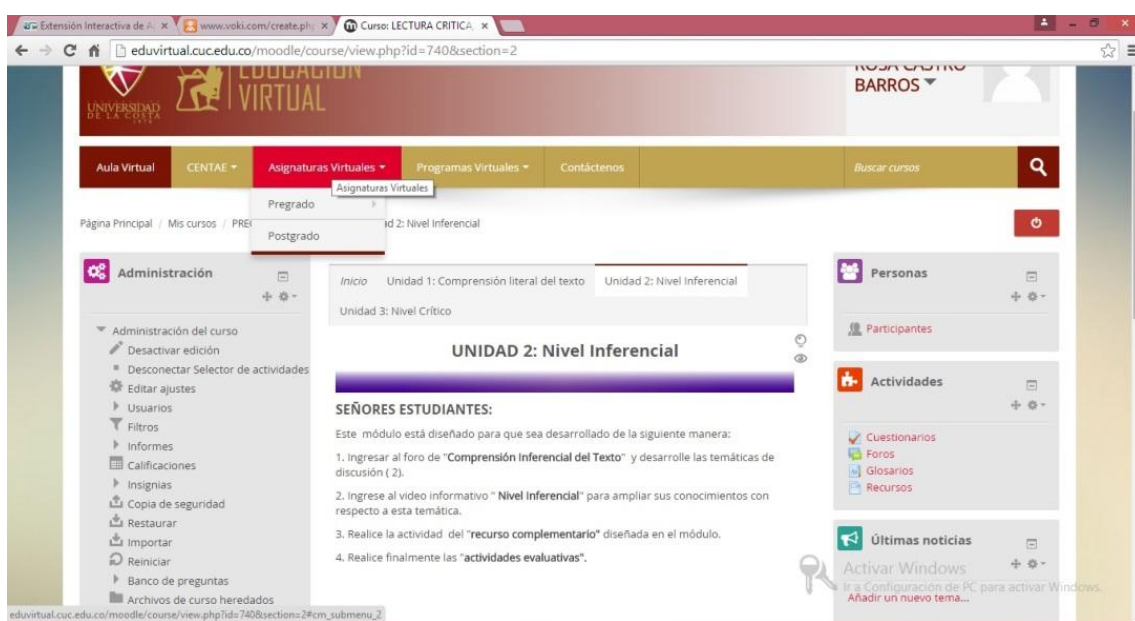 Extensión Interactiva de A
www.voki.com/create.ph
Curso: LECTURA CRITICA,
eduvirtual.cuc.edu.co/moodle/course/view.php?id=740&section=2
UNIVERSIDAD
DE LA COSTA
1970
EDUCACIÓN
VIRTUAL
ROSA CASTRO
BARROS
Aula Virtual
CENTAE
Asignaturas Virtuales
Programas Virtuales
Contáctenos
Buscar cursos
Asignaturas Virtuales
Pregrado
Postgrado
Página Principal / Mis cursos / PRE
ad 2: Nivel Inferencial
Administración
Administración del curso
Desactivar edición
Desconectar Selector de actividades
Editar ajustes
Usuarios
Filtros
Informes
Calificaciones
Insignias
Copia de seguridad
Restaurar
Importar
Reiniciar
Banco de preguntas
Archivos de curso heredados
Inicio
Unidad 1: Comprensión literal del texto
Unidad 2: Nivel Inferencial
Unidad 3: Nivel Crítico
UNIDAD 2: Nivel Inferencial
SEÑORES ESTUDIANTES:
Este módulo está diseñado para que sea desarrollado de la siguiente manera:
1. Ingresar al foro de "Comprensión Inferencial del Texto" y desarrolle las temáticas de
discusión ( 2).
2. Ingrese al video informativo " Nivel Inferencial" para ampliar sus conocimientos con
respecto a esta temática.
3. Realice la actividad del "recurso complementario" diseñada en el módulo.
4. Realice finalmente las "actividades evaluativas".
Personas
Participantes
Actividades
Cuestionarios
Foros
Glosarios
Recursos
Últimas noticias
Activar Windows
Ir a Configuración de PC para activar Windows.
Añadir un nuevo tema...
eduvirtual.cuc.edu.co/moodle/course/view.php?id=740&section=2#cm_submenu_2